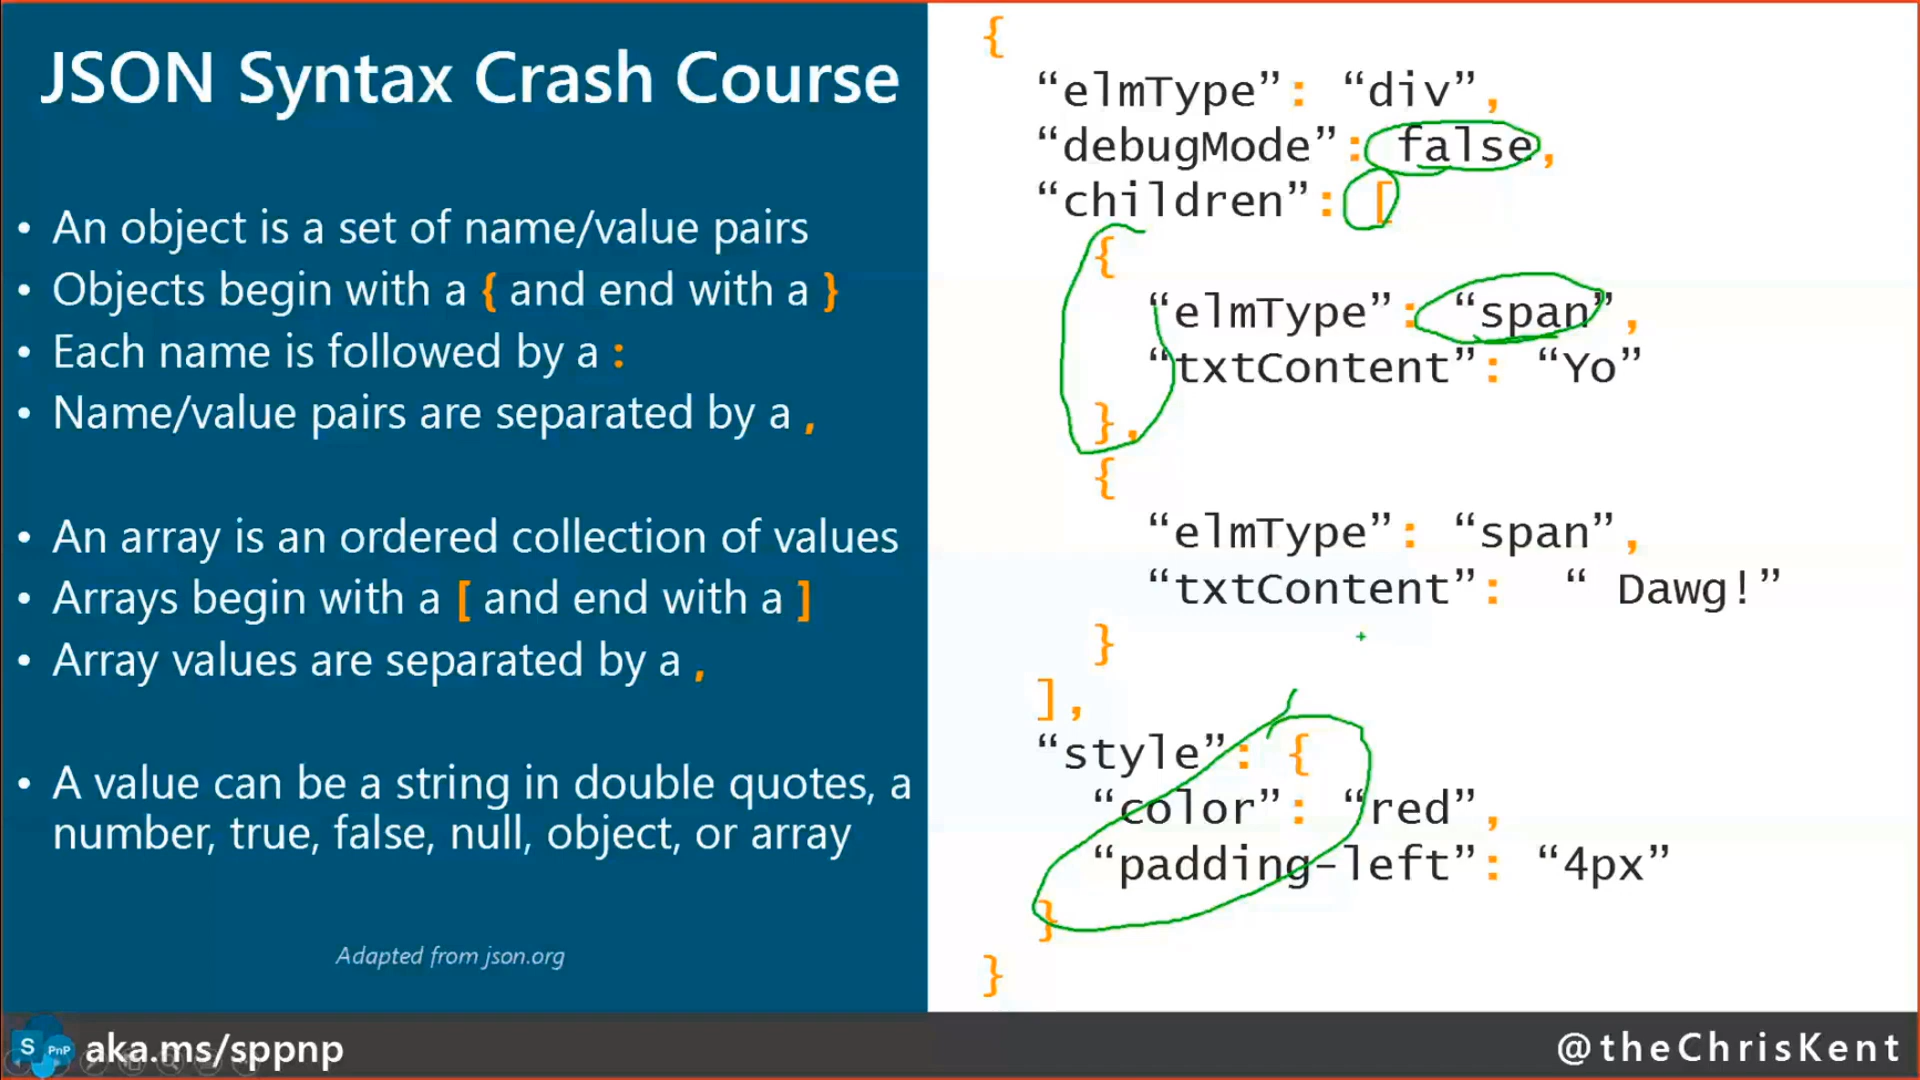 JSON Syntax Crash Course
• An object is a set of name/value pairs
• Objects begin with a { and end with a }
• Each name is followed by a :
• Name/value pairs are separated by a ,
• An array is an ordered collection of values
• Arrays begin with a [ and end with a ]
• Array values are separated by a ,
• A value can be a string in double quotes, a
number, true, false, null, object, or array
Adapted from json.org
{
“elmType”: “div”,
“debugMode”: false,
“children”: [
{
“elmType”: “span”,
“txtContent”: “Yo”
},
{
“elmType”: “span”,
“txtContent”: “ Dawg!”
}
],
“style”: {
“color”: “red”,
“padding-left”: “4px”
}
}
S PnP aka.ms/sppnp
@theChrisKent